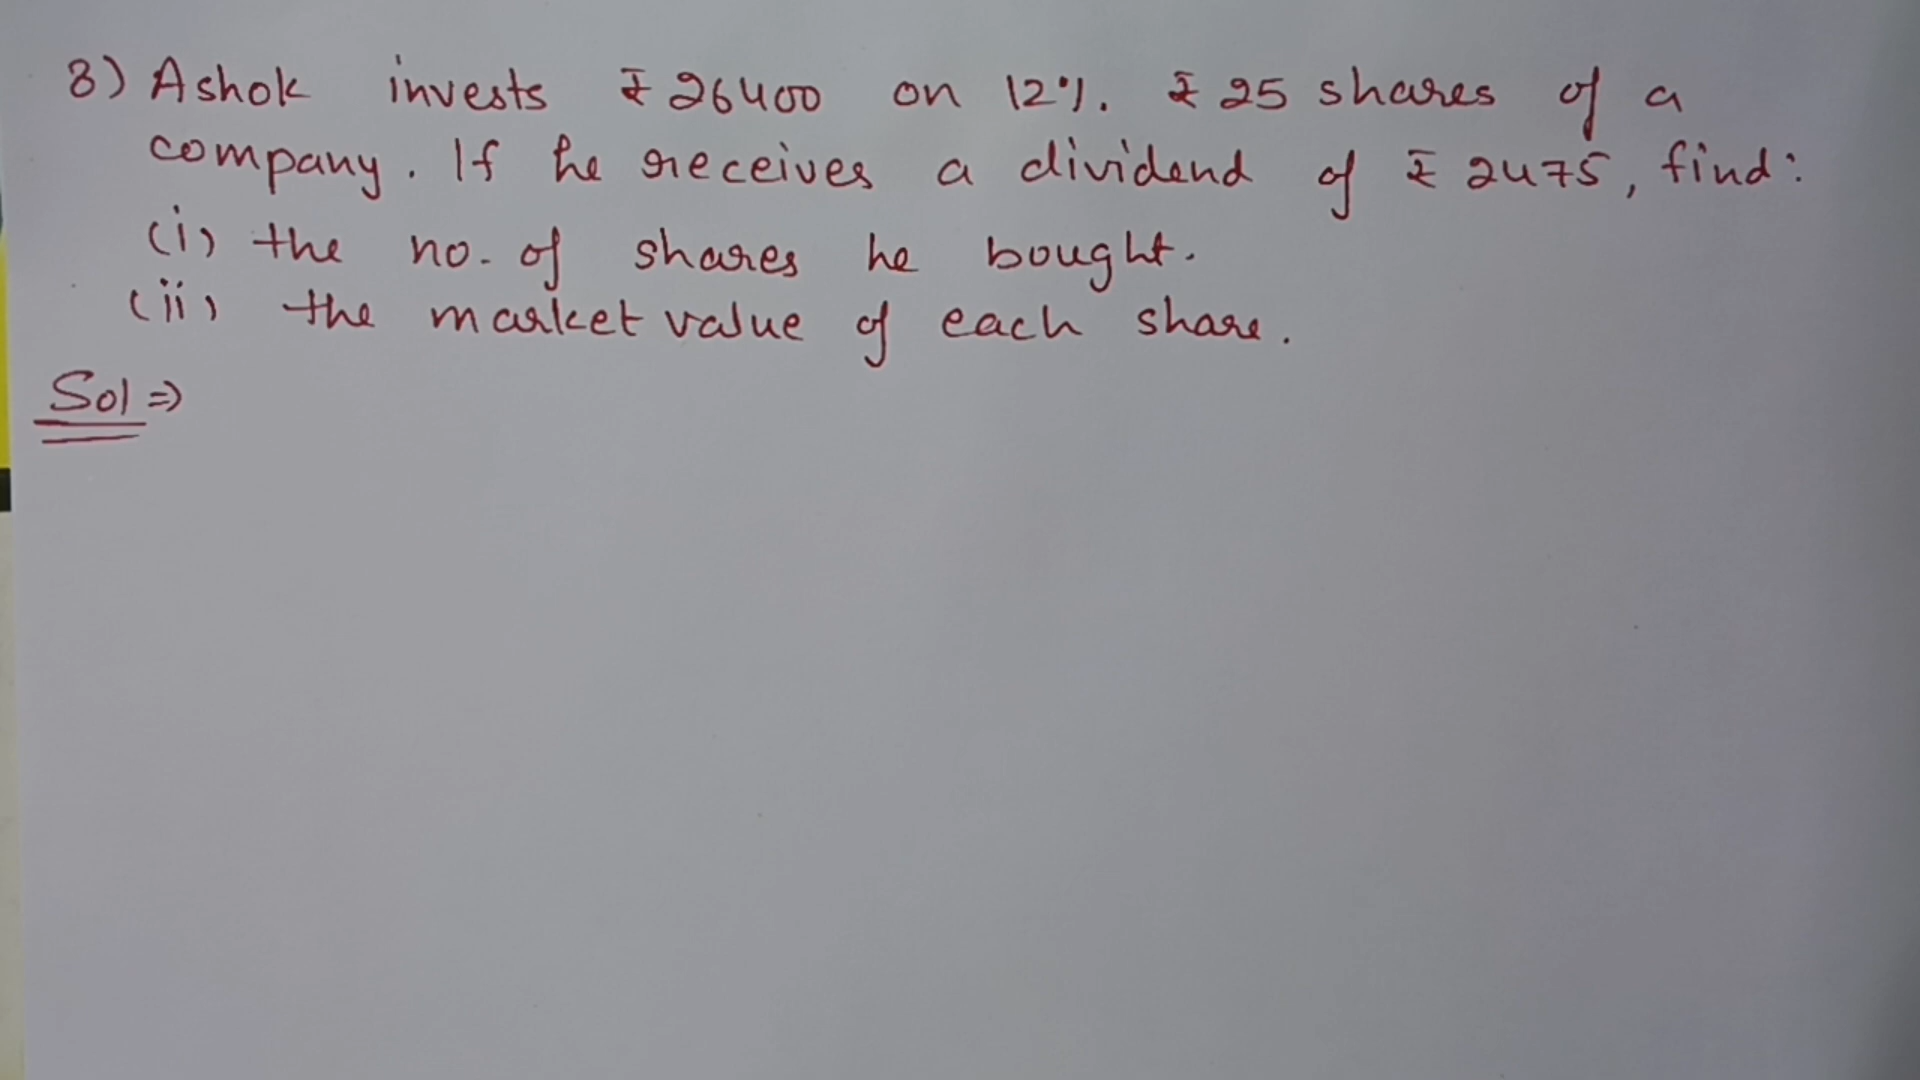 8) Ashok invests ₹ 26400 on 12%. ₹ 25 shares of a
company. If he receives a dividend of ₹ 2475, find:
(i) the no. of shares he bought.
(ii) the market value of each share.
Sol ⇒